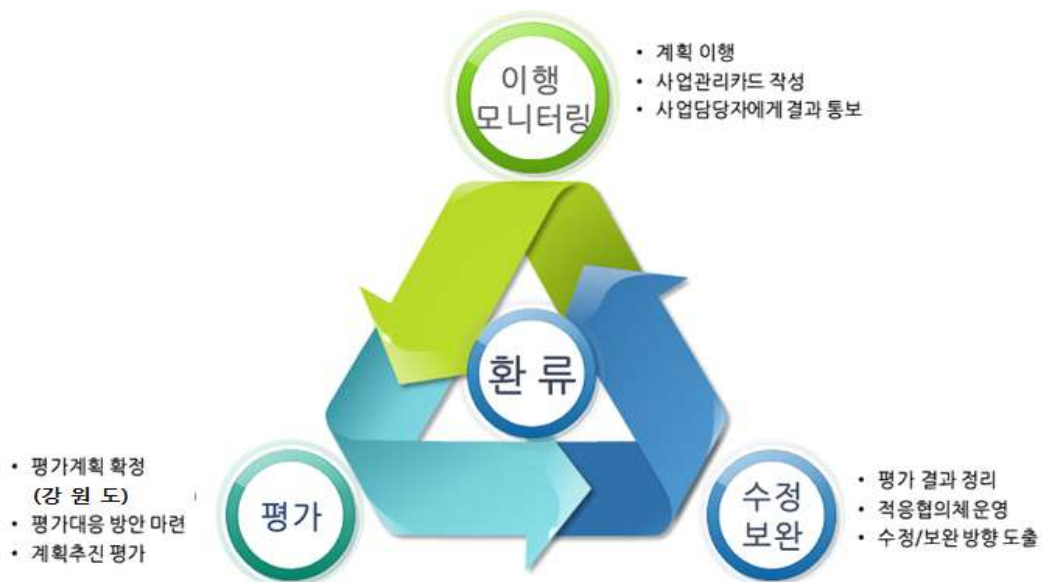 이행
모니터링
• 계획 이행
• 사업관리카드 작성
• 사업담당자에게 결과 통보
환 류
• 평가계획 확정
(강 원 도)
• 평가대응 방안 마련
• 계획추진 평가
평가
수정
보완
• 평가 결과 정리
• 적응협의체 운영
• 수정/보완 방향 도출